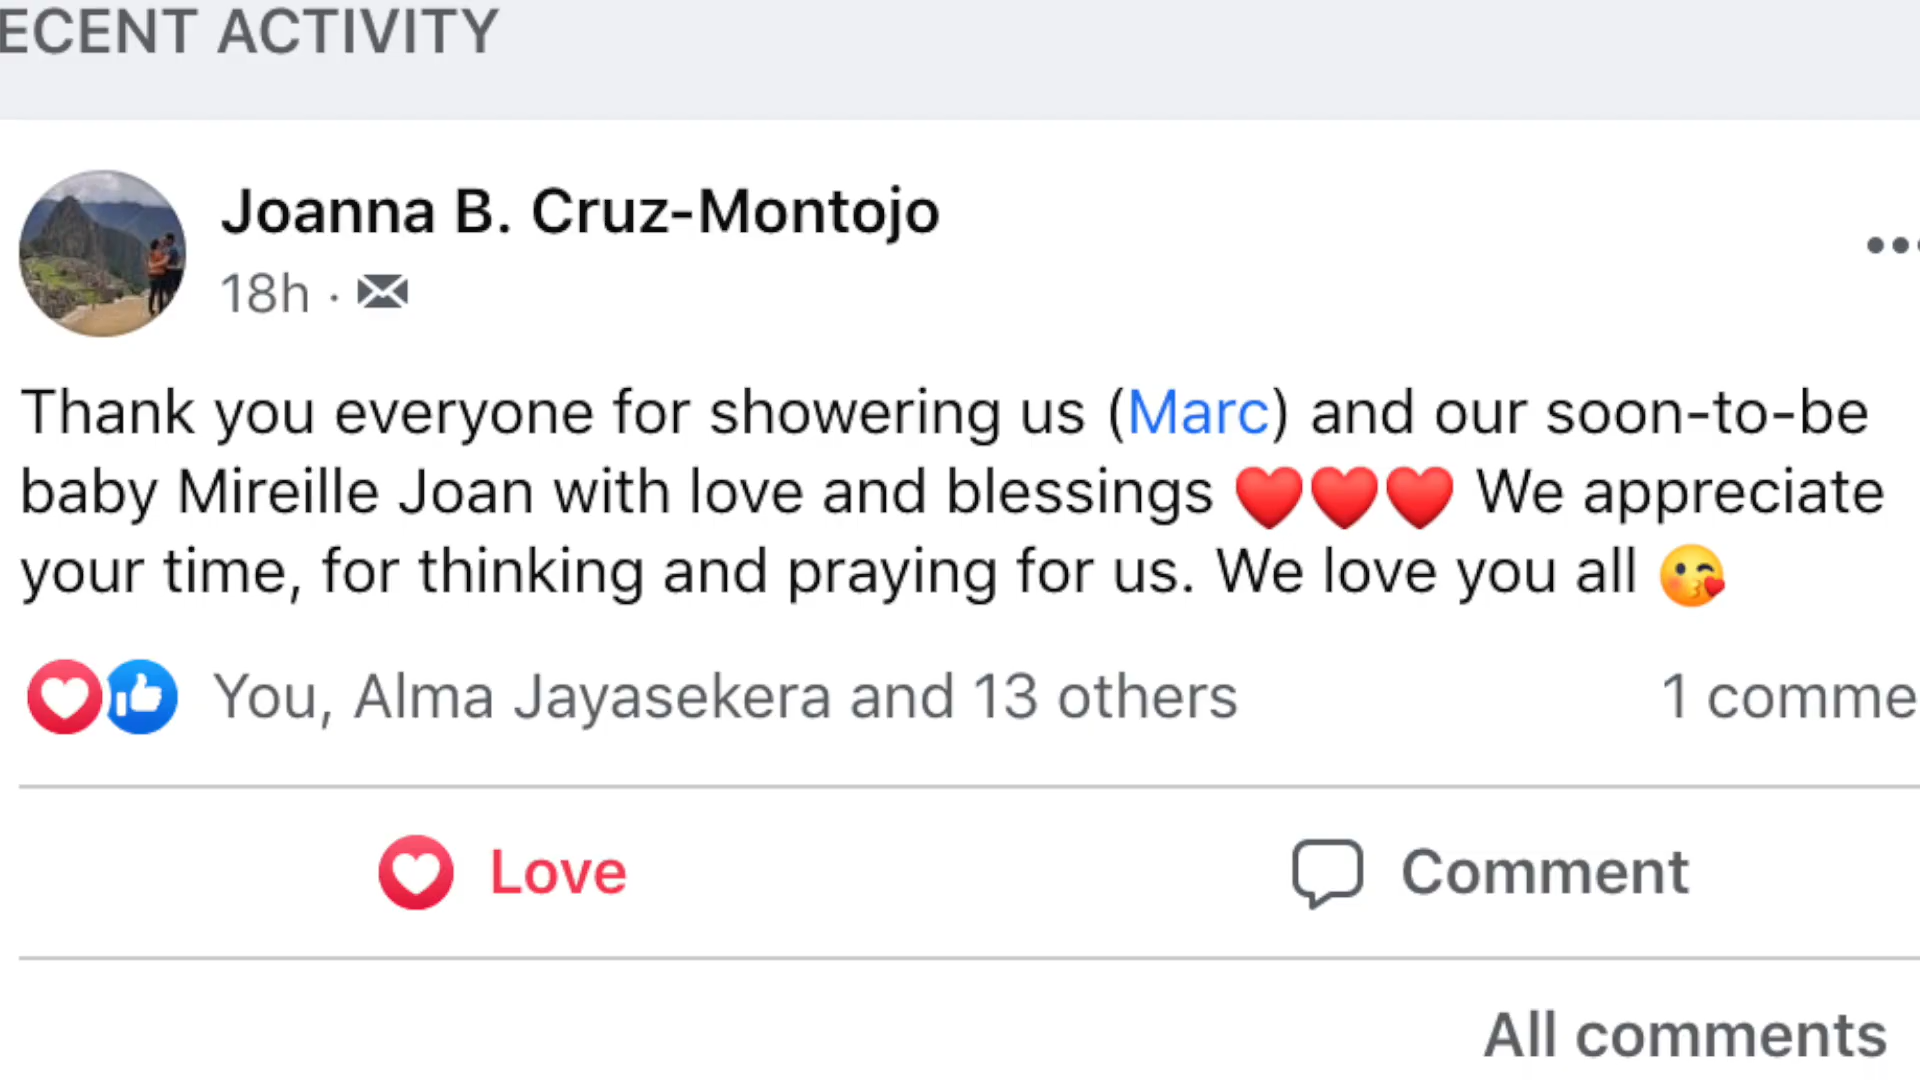 ECENT ACTIVITY
Joanna B. Cruz-Montojo
18h ·
Thank you everyone for showering us (Marc) and our soon-to-be
baby Mireille Joan with love and blessings ❤️❤️❤️ We appreciate
your time, for thinking and praying for us. We love you all 😘
You, Alma Jayasekera and 13 others
1 comme
Love
Comment
All comments